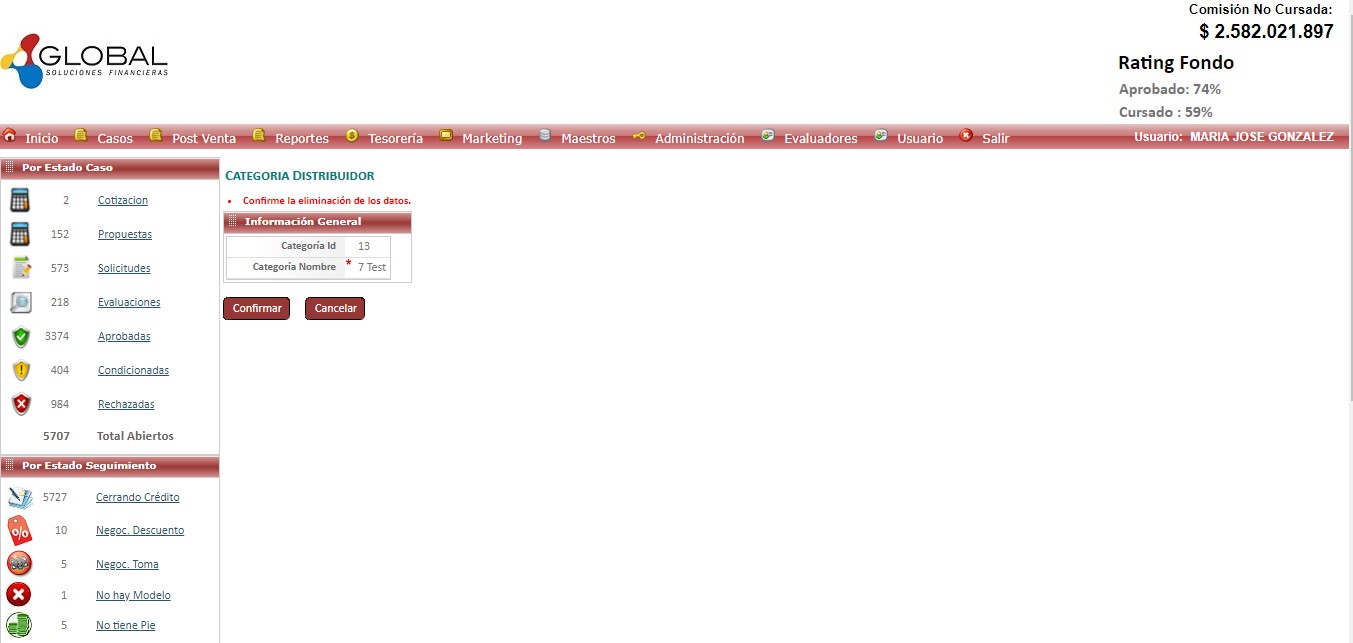 Comisión No Cursada:
$ 2.582.021.897
GLOBAL
SOLUCIONES FINANCIERAS
Rating Fondo
Aprobado: 74%
Cursado : 59%
Inicio Casos Post Venta Reportes Tesorería Marketing Maestros Administración Evaluadores Usuario Salir Usuario: MARIA JOSE GONZALEZ
Por Estado Caso
2 Cotizacion
152 Propuestas
573 Solicitudes
218 Evaluaciones
3374 Aprobadas
404 Condicionadas
984 Rechazadas
5707 Total Abiertos
Por Estado Seguimiento
5727 Cerrando Crédito
10 Negoc. Descuento
5 Negoc. Toma
1 No hay Modelo
5 No tiene Pie
CATEGORIA DISTRIBUIDOR
• Confirme la eliminación de los datos.
Información General
Categoría Id 13
Categoría Nombre * 7 Test
Confirmar Cancelar